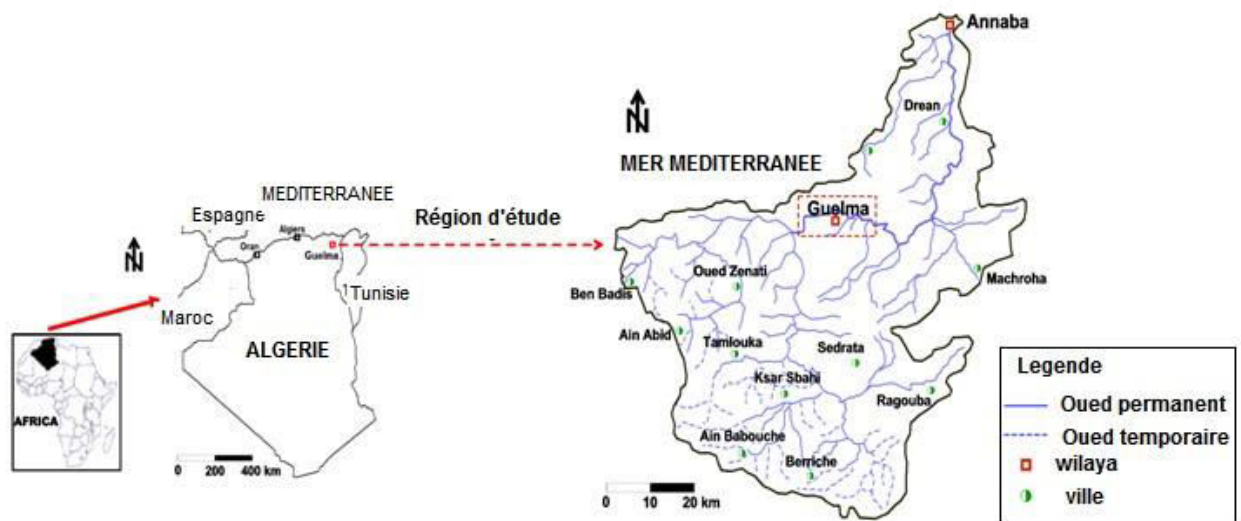 Annaba
Drean
N
MER MEDITERRANEE
Guelma
MEDITERRANEE
Espagne
Région d'étude
Algiers
Oran
Guelma
N
Tunisie
Maroc
ALGERIE
AFRICA
0 200 400 km
Oued Zenati
Ben Badis
Machroha
Ain Abid
Tamlouka
Sedrata
Ksar Sbahi
Ragouba
Ain Babouche
Berriche
0 10 20 km
Legende
Oued permanent
Oued temporaire
wilaya
ville